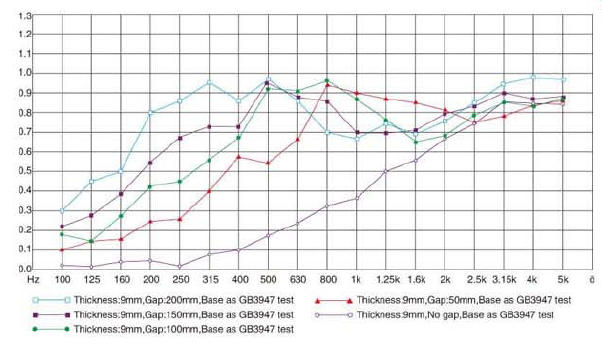 1.3
1.2
1.1
1.0
0.9
0.8
0.7
0.6
0.5
0.4
0.3
0.2
0.1
0.0
Hz 100 125 160 200 250 315 400 500 630 800 1k 1.25k 1.6k 2k 2.5k 3.15k 4k 5k
Thickness:9mm,Gap:200mm,Base as GB3947 test
Thickness:9mm,Gap:50mm,Base as GB3947 test
Thickness:9mm,Gap:150mm,Base as GB3947 test
Thickness:9mm,No gap,Base as GB3947 test
Thickness:9mm,Gap:100mm,Base as GB3947 test